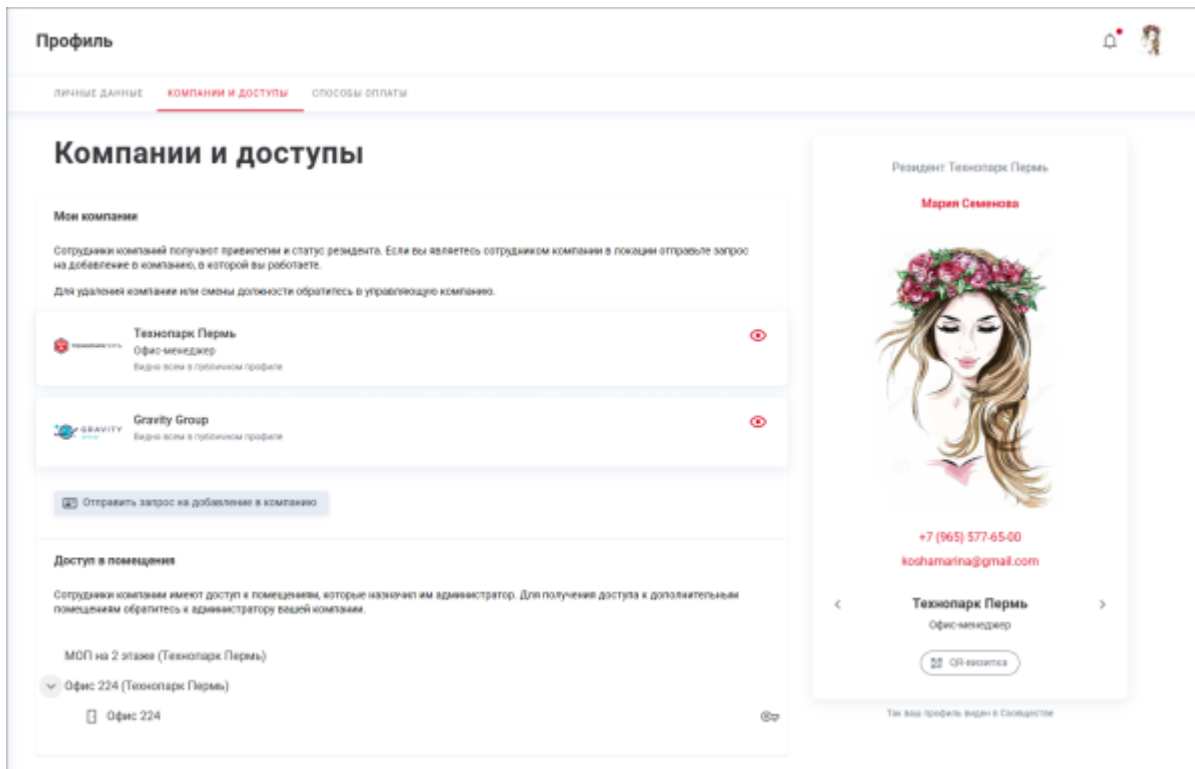 Профиль
ЛИЧНЫЕ ДАННЫЕ КОМПАНИИ И ДОСТУПЫ СПОСОБЫ ОПЛАТЫ
Компании и доступы
Мои компании
Сотрудники компаний получают привилегии и статус резидента. Если вы являетесь сотрудником компании в локации отправьте запрос
на добавление в компанию, в которой вы работаете.
Для удаления компании или смены должности обратитесь в управляющую компанию.
Технопарк Пермь
Офис-менеджер
Видно всем в публичном профиле
GRAVITY
Gravity Group
Видно всем в публичном профиле
Отправить запрос на добавление в компанию
Доступ в помещения
Сотрудники компании имеют доступ к помещениям, которые назначил им администратор. Для получения доступа к дополнительным
помещениям обратитесь к администратору вашей компании.
МОП на 2 этаже (Технопарк Пермь)
Офис 224 (Технопарк Пермь)
Офис 224
Резидент Технопарк Пермь
Мария Семенова
+7 (965) 577-65-00
koshamarina@gmail.com
Технопарк Пермь
Офис-менеджер
QR-визитка
Так ваш профиль виден в Сообществе